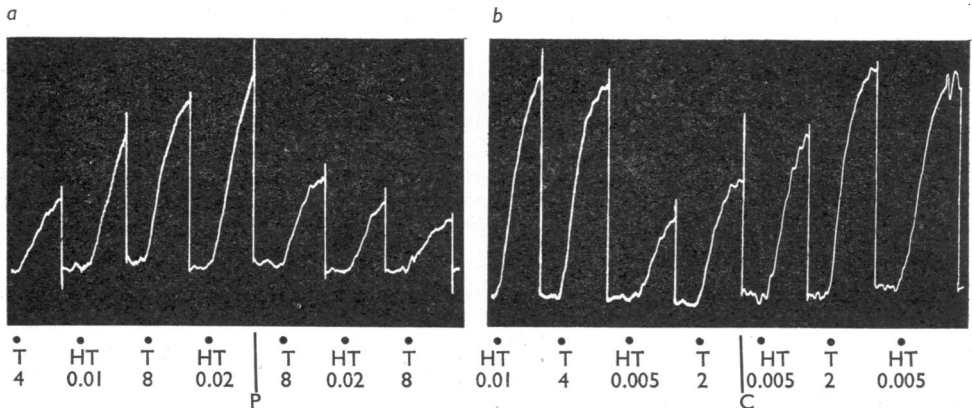 a b
T HT T HT T HT T
4 0.01 8 0.02 8 0.02 8
P
HT T HT T HT T HT
0.01 4 0.005 2 0.005 2 0.005
C